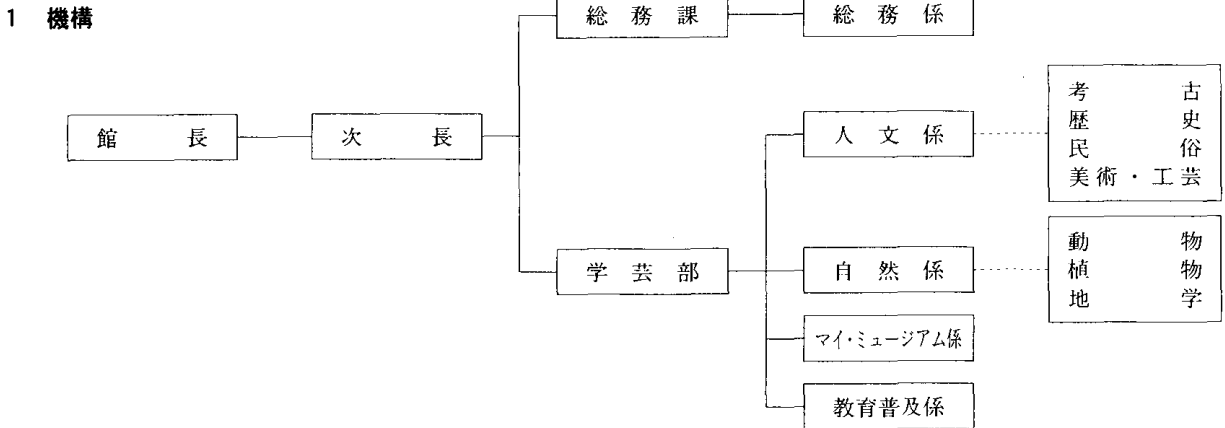 1 機構
総務課
総務係
館長
次長
人文係
考古
歴史
民俗
美術・工芸
学芸部
自然係
動物
植物
地学
マイ・ミュージアム係
教育普及係